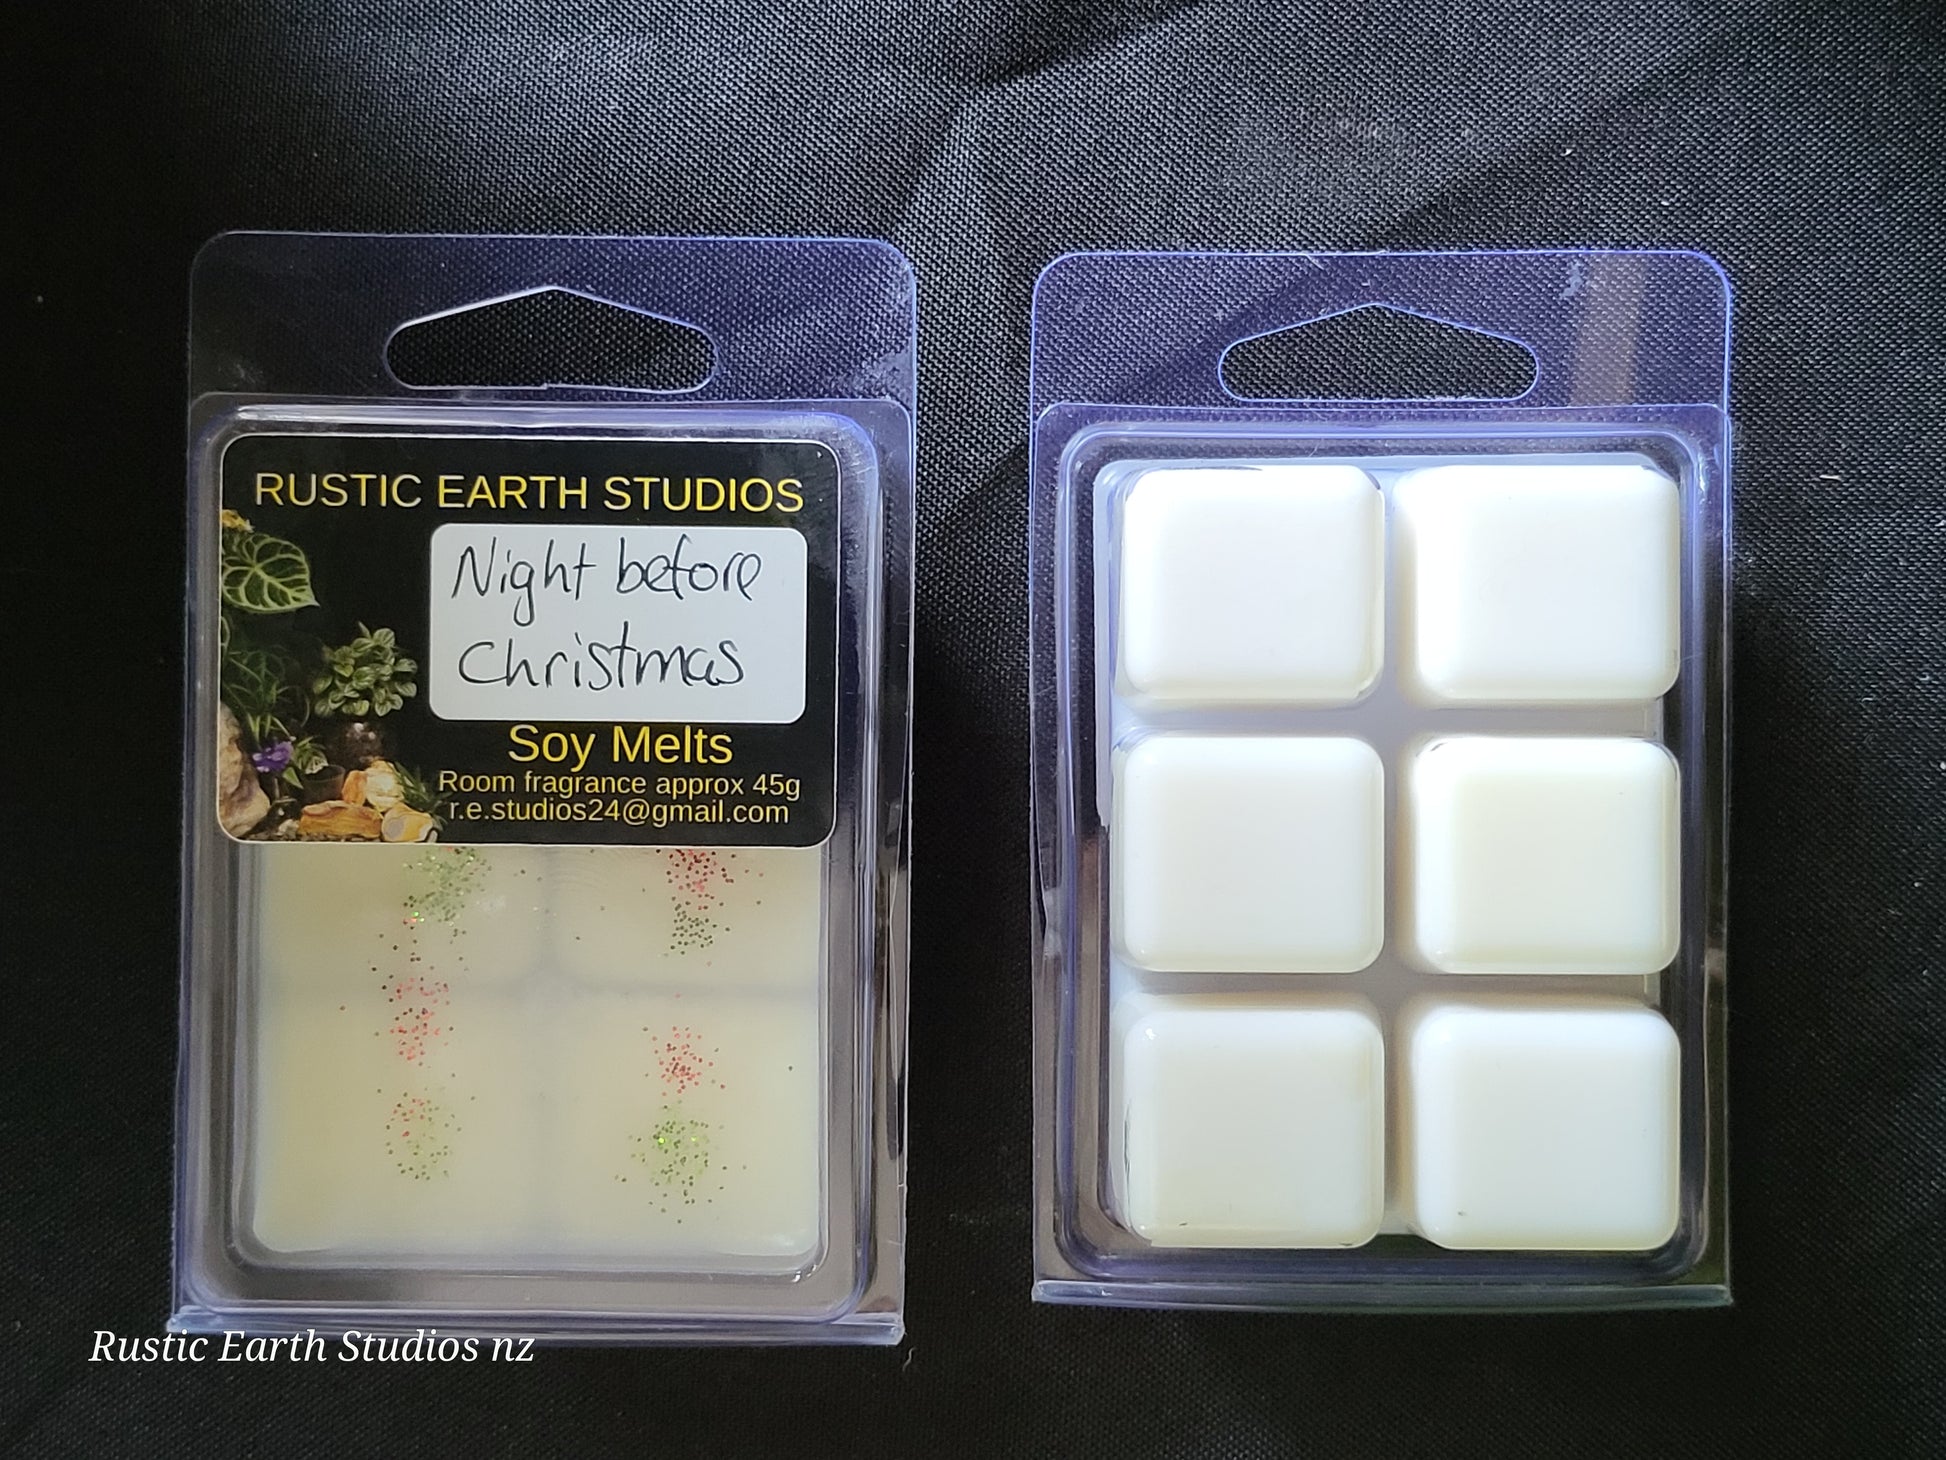 RUSTIC EARTH STUDIOS
Night before
Christmas
Soy Melts
Room fragrance approx 45g
r.e.studios24@gmail.com
Rustic Earth Studios nz